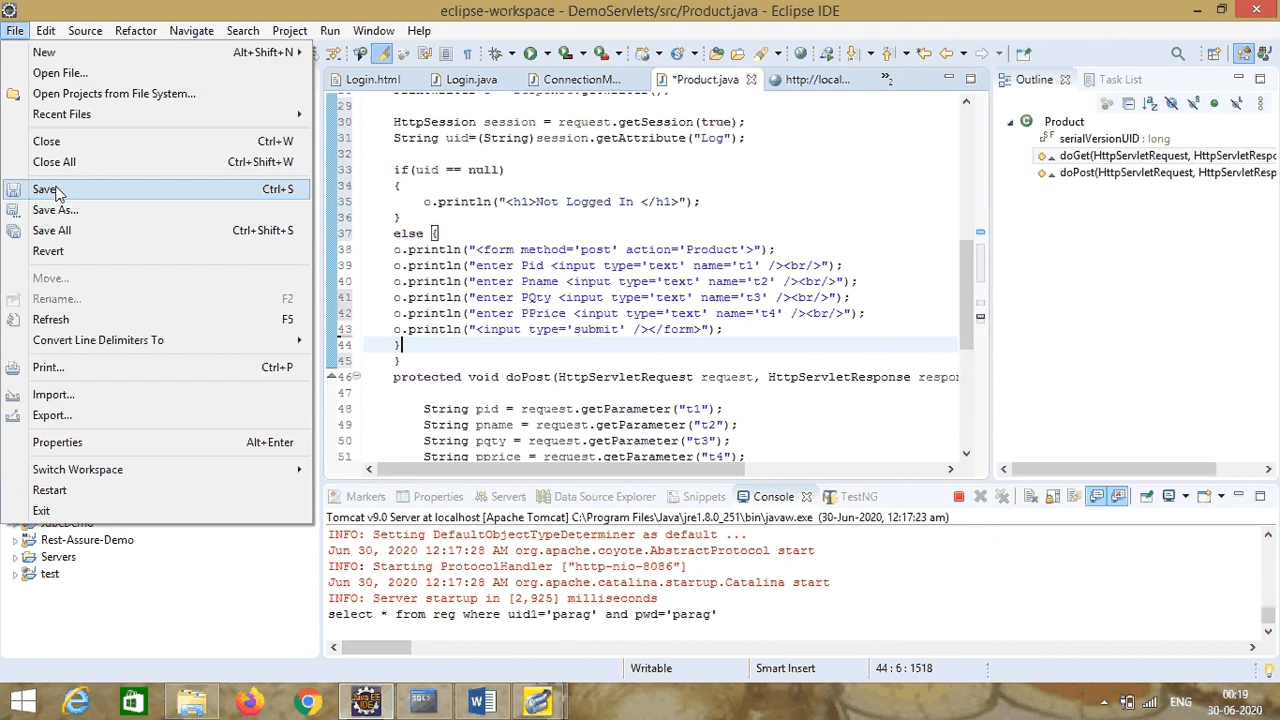 eclipse-workspace - DemoServlets/src/Product.java - Eclipse IDE
File Edit Source Refactor Navigate Search Project Run Window Help
New Alt+Shift+N
Open File...
Open Projects from File System...
Recent Files
Close Ctrl+W
Close All Ctrl+Shift+W
Save Ctrl+S
Save As...
Save All Ctrl+Shift+S
Revert
Move...
Rename... F2
Refresh F5
Convert Line Delimiters To
Print... Ctrl+P
Import...
Export...
Properties Alt+Enter
Switch Workspace
Restart
Exit
Rest-Assure-Demo
Servers
test
Login.html Login.java ConnectionM... *Product.java http://local...
29
30 HttpSession session = request.getSession(true);
31 String uid=(String)session.getAttribute("Log");
32
33 if(uid == null)
34 {
35 o.println("<h1>Not Logged In </h1>");
36 }
37 else {
38 o.println("<form method='post' action='Product'>");
39 o.println("enter Pid <input type='text' name='t1' /><br/>");
40 o.println("enter Pname <input type='text' name='t2' /><br/>");
41 o.println("enter PQty <input type='text' name='t3' /><br/>");
42 o.println("enter PPrice <input type='text' name='t4' /><br/>");
43 o.println("<input type='submit' /></form>");
44 }
45 }
46 protected void doPost(HttpServletRequest request, HttpServletResponse respon
47
48 String pid = request.getParameter("t1");
49 String pname = request.getParameter("t2");
50 String pqty = request.getParameter("t3");
51 String pprice = request.getParameter("t4");
Outline Task List
Product
serialVersionUID : long
doGet(HttpServletRequest, HttpServletRespo
doPost(HttpServletRequest, HttpServletResp
Markers Properties Servers Data Source Explorer Snippets Console TestNG
Tomcat v9.0 Server at localhost [Apache Tomcat] C:\Program Files\Java\jre1.8.0_251\bin\javaw.exe (30-Jun-2020, 12:17:23 am)
INFO: Setting DefaultObjectTypeDeterminer as default ...
Jun 30, 2020 12:17:28 AM org.apache.coyote.AbstractProtocol start
INFO: Starting ProtocolHandler ["http-nio-8086"]
Jun 30, 2020 12:17:28 AM org.apache.catalina.startup.Catalina start
INFO: Server startup in [2,925] milliseconds
select * from reg where uid1='parag' and pwd='parag'
Writable Smart Insert 44 : 6 : 1518
Java EE IDE
ENG
00:19
30-06-2020